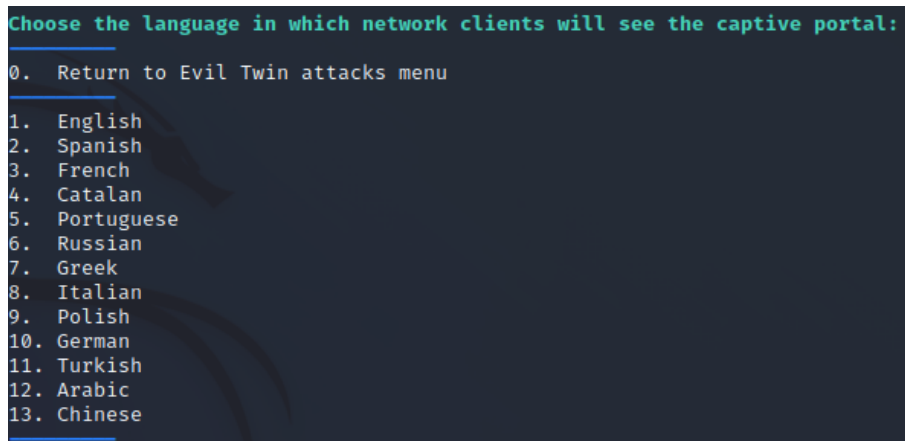 Choose the language in which network clients will see the captive portal:
0. Return to Evil Twin attacks menu
1. English
2. Spanish
3. French
4. Catalan
5. Portuguese
6. Russian
7. Greek
8. Italian
9. Polish
10. German
11. Turkish
12. Arabic
13. Chinese